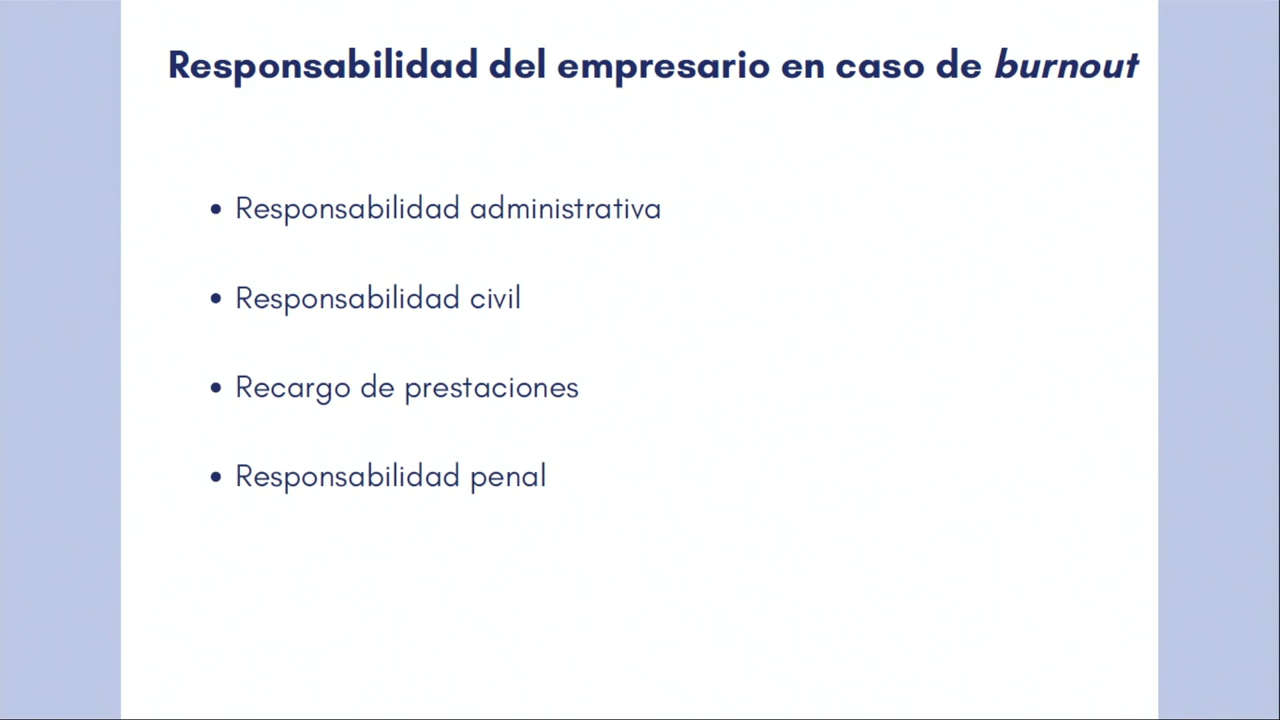 Responsabilidad del empresario en caso de burnout
• Responsabilidad administrativa
• Responsabilidad civil
• Recargo de prestaciones
• Responsabilidad penal